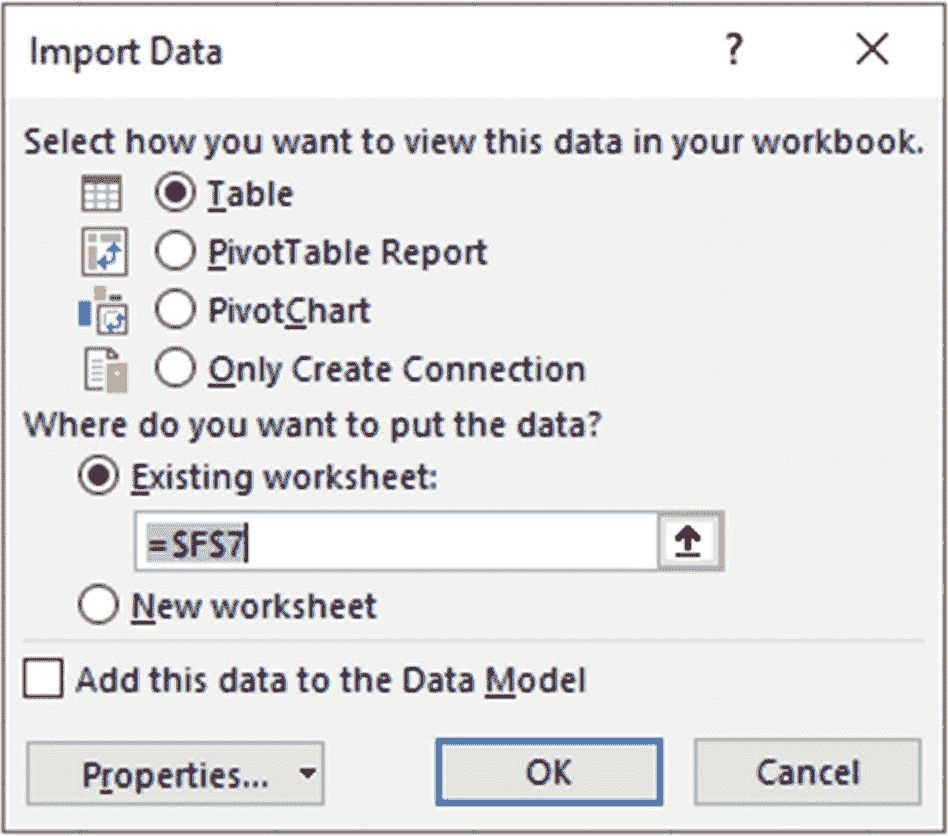 Import Data ?
Select how you want to view this data in your workbook.
Table
PivotTable Report
PivotChart
Only Create Connection
Where do you want to put the data?
Existing worksheet:
=$F$7
New worksheet
Add this data to the Data Model
Properties... OK Cancel